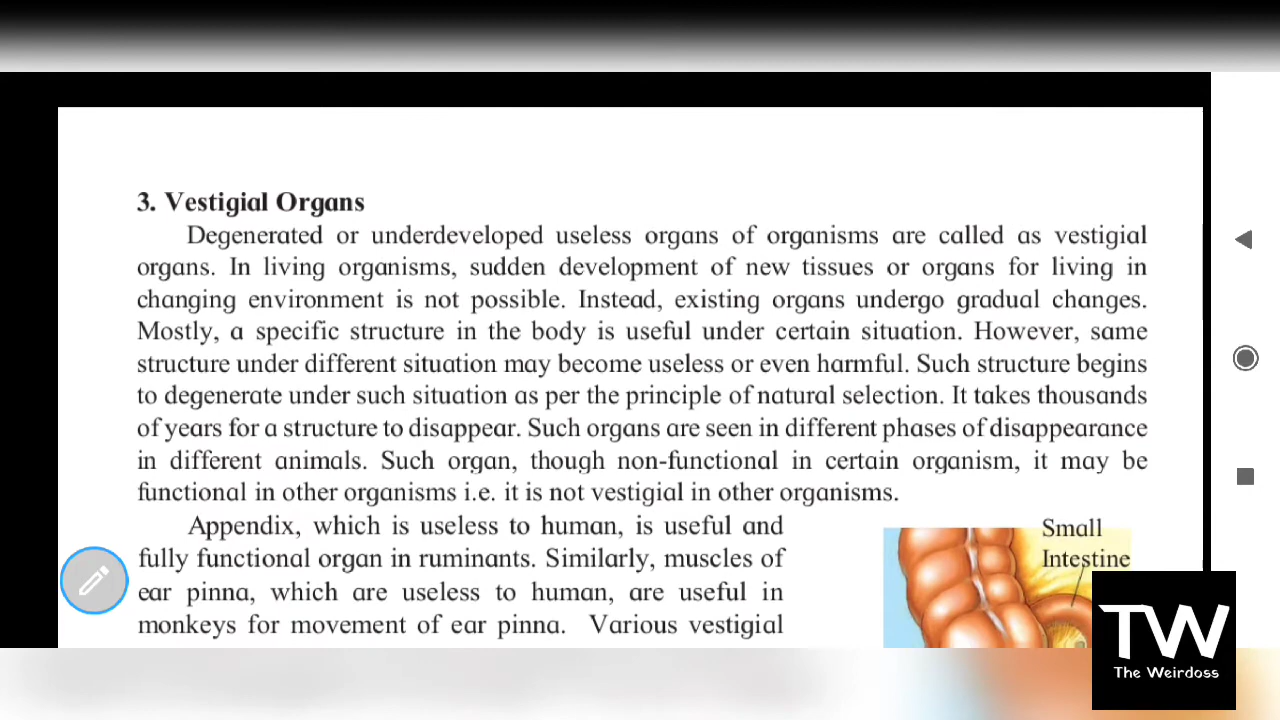 3. Vestigial Organs
Degenerated or underdeveloped useless organs of organisms are called as vestigial
organs. In living organisms, sudden development of new tissues or organs for living in
changing environment is not possible. Instead, existing organs undergo gradual changes.
Mostly, a specific structure in the body is useful under certain situation. However, same
structure under different situation may become useless or even harmful. Such structure begins
to degenerate under such situation as per the principle of natural selection. It takes thousands
of years for a structure to disappear. Such organs are seen in different phases of disappearance
in different animals. Such organ, though non-functional in certain organism, it may be
functional in other organisms i.e. it is not vestigial in other organisms.
Appendix, which is useless to human, is useful and
fully functional organ in ruminants. Similarly, muscles of
ear pinna, which are useless to human, are useful in
monkeys for movement of ear pinna. Various vestigial
Small
Intestine
TW
The Weirdoss